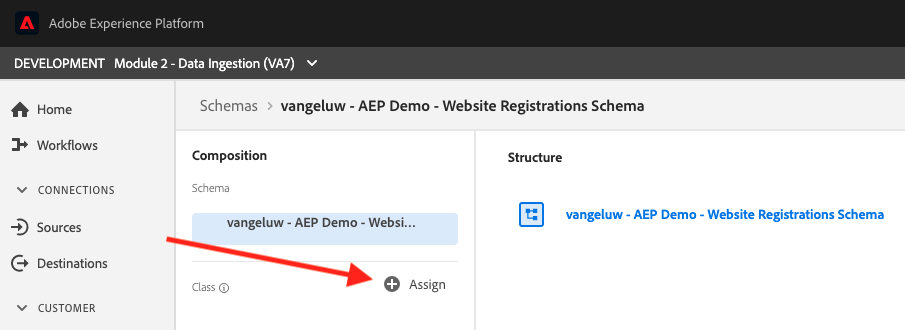 Adobe Experience Platform
DEVELOPMENT Module 2 - Data Ingestion (VA7)
Home
Workflows
CONNECTIONS
Sources
Destinations
CUSTOMER
Schemas > vangeluw - AEP Demo - Website Registrations Schema
Composition
Schema
vangeluw - AEP Demo - Websi...
Class
Assign
Structure
vangeluw - AEP Demo - Website Registrations Schema